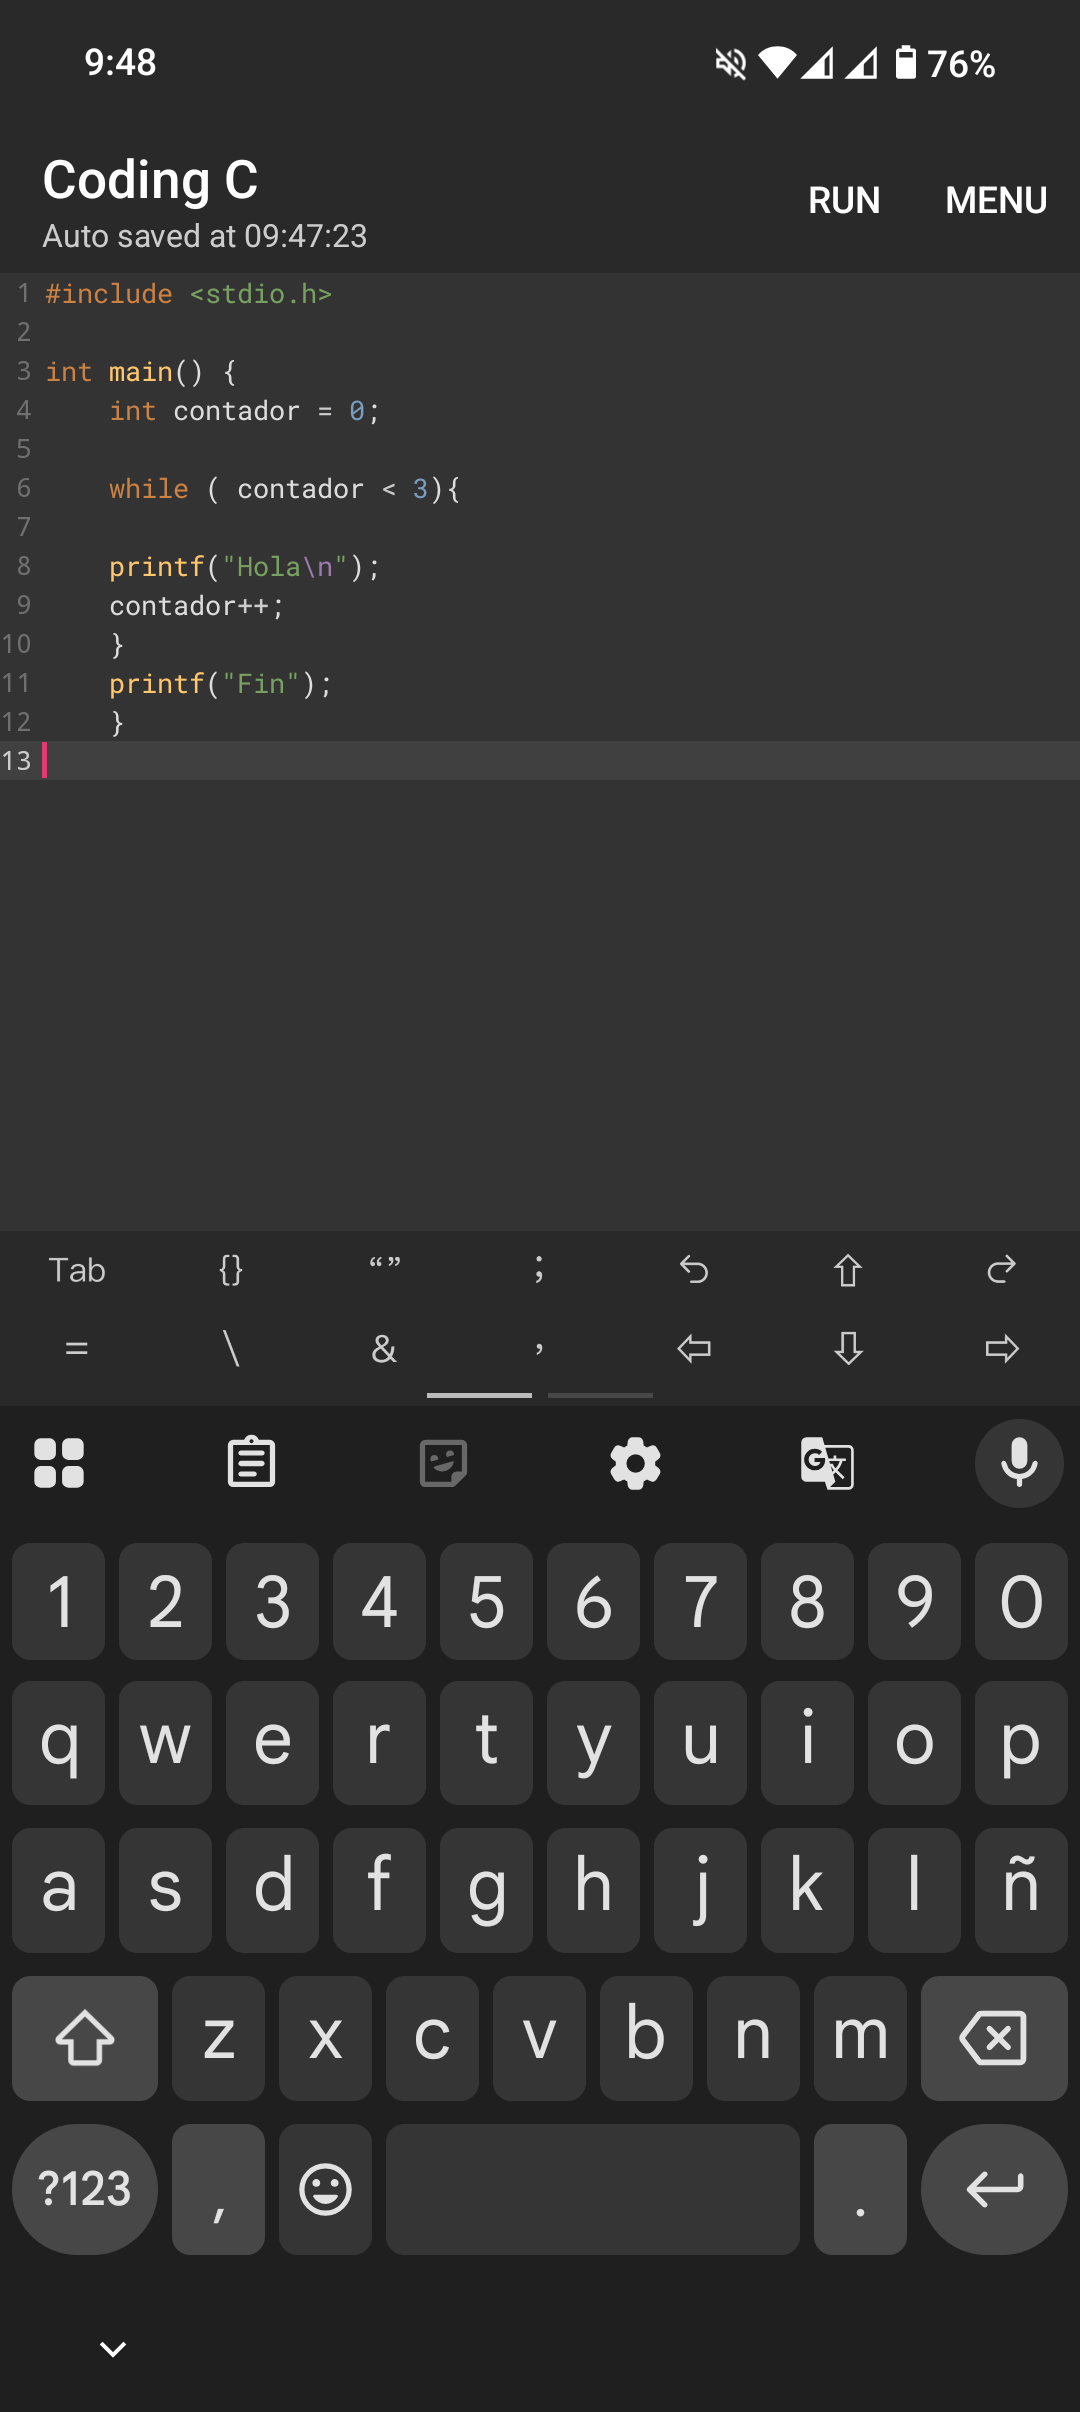 9:48 76%
Coding C
Auto saved at 09:47:23
RUN MENU
1 #include <stdio.h>
2
3 int main() {
4     int contador = 0;
5
6     while ( contador < 3){
7
8     printf("Hola\n");
9     contador++;
10     }
11     printf("Fin");
12     }
13
Tab {} “” ;
= \ & ,
1 2 3 4 5 6 7 8 9 0
q w e r t y u i o p
a s d f g h j k l ñ
z x c v b n m
?123 , .